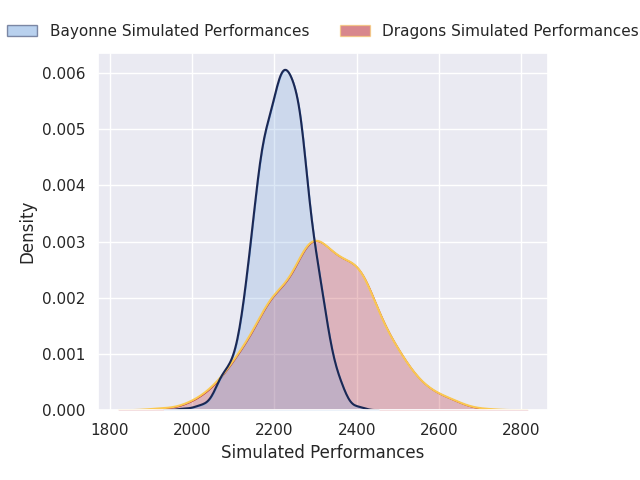 Bayonne Simulated Performances Dragons Simulated Performances
0.006
0.005
0.004
0.003
0.002
0.001
0.000
Density
1800 2000 2200 2400 2600 2800
Simulated Performances